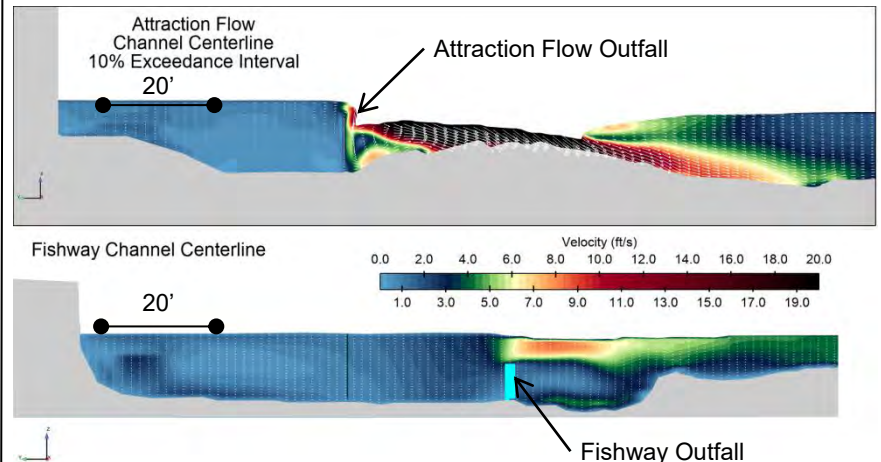 Attraction Flow
Channel Centerline
10% Exceedance Interval
20'
Attraction Flow Outfall
Fishway Channel Centerline
Velocity (ft/s)
0.0 2.0 4.0 6.0 8.0 10.0 12.0 14.0 16.0 18.0 20.0
1.0 3.0 5.0 7.0 9.0 11.0 13.0 15.0 17.0 19.0
20'
Fishway Outfall